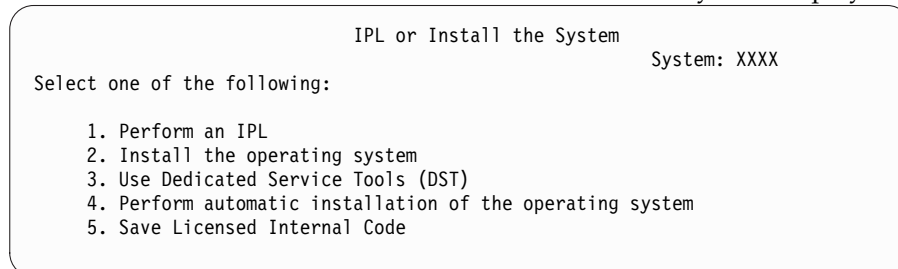 IPL or Install the System
System: XXXX
Select one of the following:
1. Perform an IPL
2. Install the operating system
3. Use Dedicated Service Tools (DST)
4. Perform automatic installation of the operating system
5. Save Licensed Internal Code